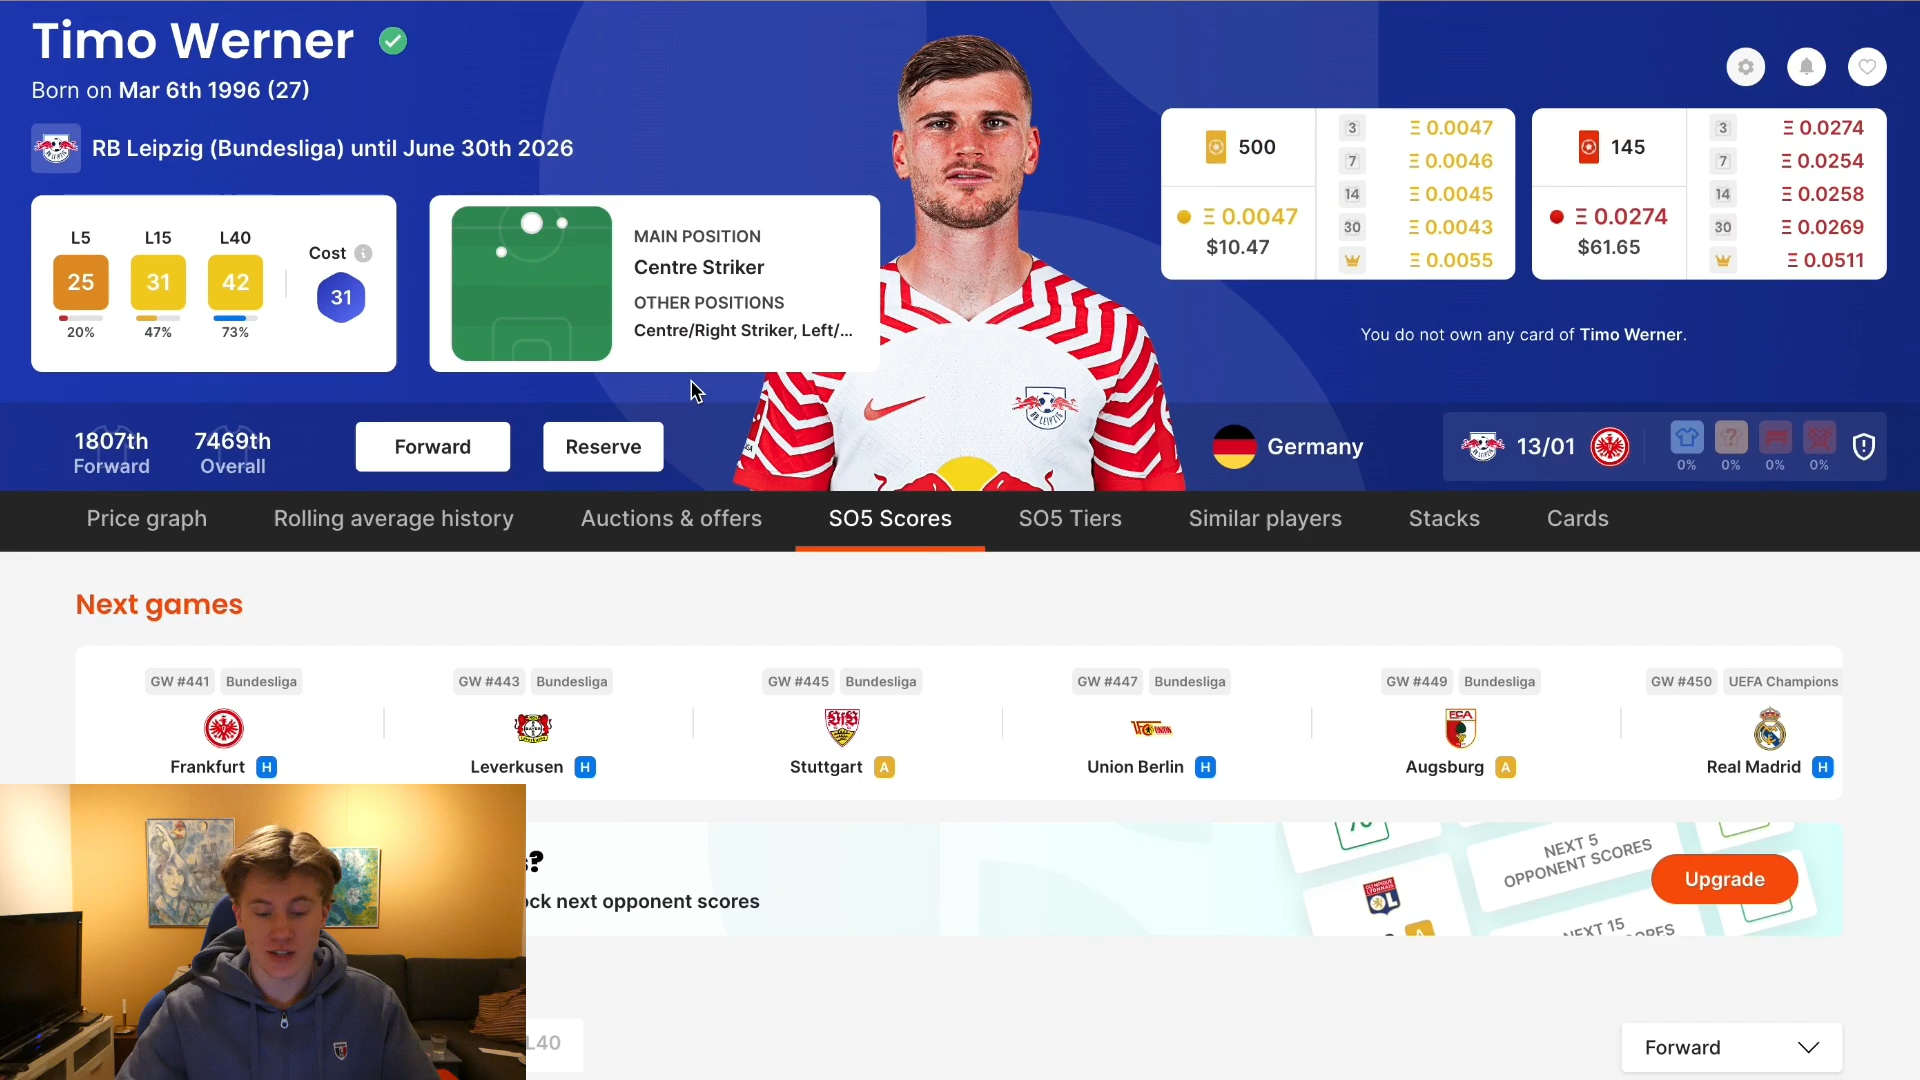 Timo Werner
Born on Mar 6th 1996 (27)
RB Leipzig (Bundesliga) until June 30th 2026
L5
L15
L40
Cost
25
31
42
31
20%
47%
73%
MAIN POSITION
Centre Striker
OTHER POSITIONS
Centre/Right Striker, Left/...
500
Ξ 0.0047
$10.47
3 Ξ 0.0047
7 Ξ 0.0046
14 Ξ 0.0045
30 Ξ 0.0043
Ξ 0.0055
145
Ξ 0.0274
$61.65
3 Ξ 0.0274
7 Ξ 0.0254
14 Ξ 0.0258
30 Ξ 0.0269
Ξ 0.0511
You do not own any card of Timo Werner.
1807th
Forward
7469th
Overall
Forward
Reserve
Germany
13/01
0%
0%
0%
0%
Price graph
Rolling average history
Auctions & offers
SO5 Scores
SO5 Tiers
Similar players
Stacks
Cards
Next games
GW #441 Bundesliga
Frankfurt H
GW #443 Bundesliga
Leverkusen H
GW #445 Bundesliga
Stuttgart A
GW #447 Bundesliga
Union Berlin H
GW #449 Bundesliga
Augsburg A
GW #450 UEFA Champions
Real Madrid H
s?
ock next opponent scores
NEXT 5
OPPONENT SCORES
Upgrade
NEXT 15
L40
Forward